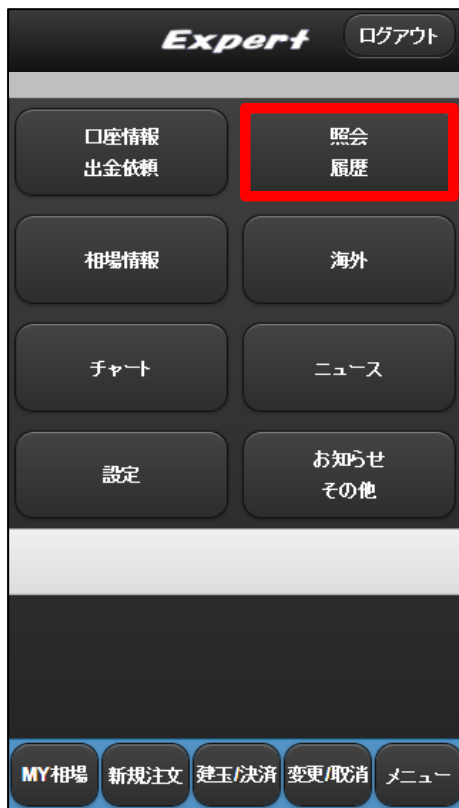 Expert
ログアウト
口座情報
出金依頼
照会
履歴
相場情報
海外
チャート
ニュース
設定
お知らせ
その他
MY相場
新規注文
建玉/決済
変更/取消
メニュー